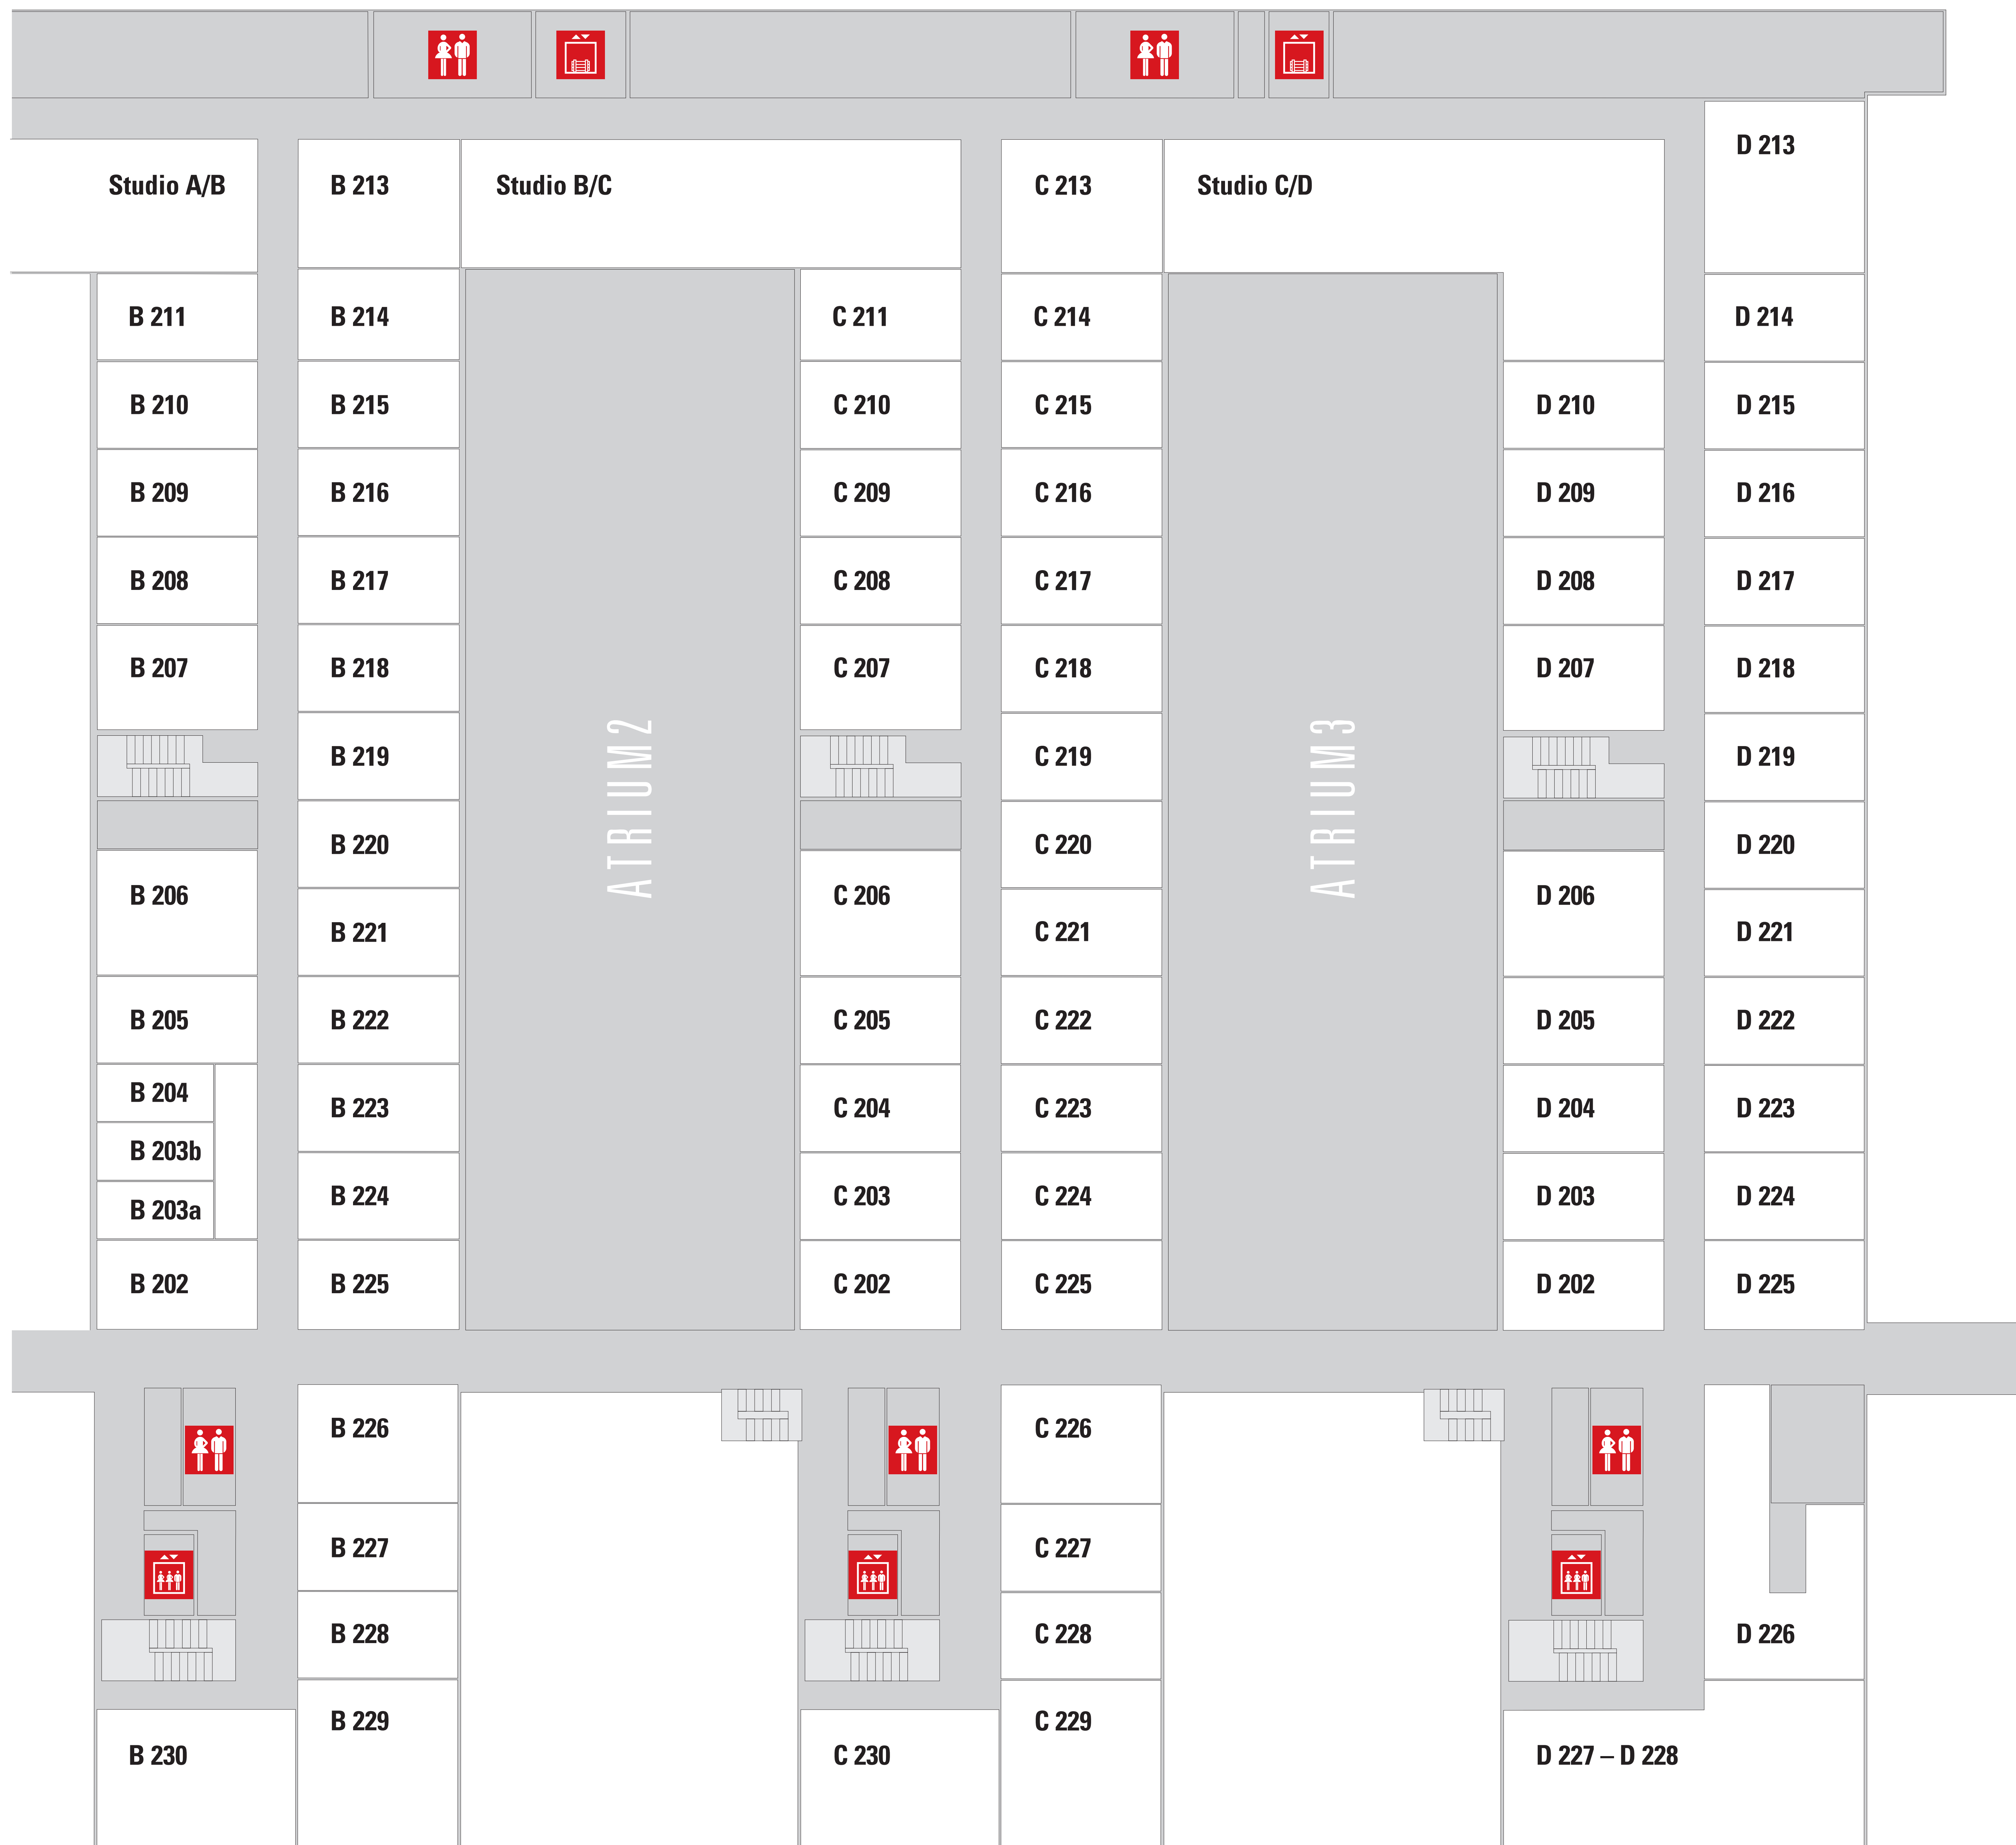 D 213
Studio A/B
B 213
Studio B/C
C 213
Studio C/D
B 211
B 214
C 211
C 214
D 214
B 210
B 215
C 210
C 215
D 210
D 215
B 209
B 216
C 209
C 216
D 209
D 216
B 208
B 217
C 208
C 217
D 208
D 217
B 207
B 218
C 207
C 218
D 207
D 218
B 219
ATRIUM 2
C 219
ATRIUM 3
D 219
B 220
C 220
D 220
B 206
B 221
C 206
C 221
D 206
D 221
B 205
B 222
C 205
C 222
D 205
D 222
B 204
B 223
C 204
C 223
D 204
D 223
B 203b
B 203a
B 224
C 203
C 224
D 203
D 224
B 202
B 225
C 202
C 225
D 202
D 225
B 226
C 226
B 227
C 227
B 228
C 228
D 226
B 229
C 229
B 230
C 230
D 227 – D 228